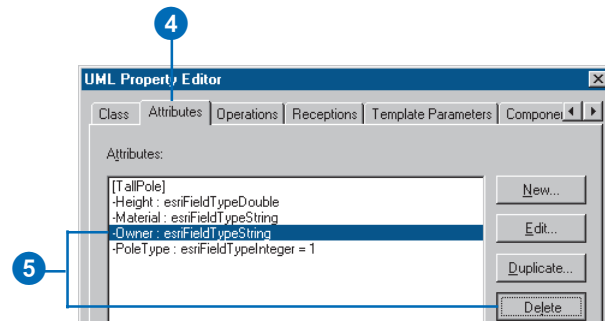 4
UML Property Editor
Class Attributes Operations Receptions Template Parameters
Attributes:
[TallPole]
-Height : esriFieldTypeDouble
-Material : esriFieldTypeString
-Owner : esriFieldTypeString
-PoleType : esriFieldTypeInteger = 1
New...
Edit...
Duplicate...
Delete
5